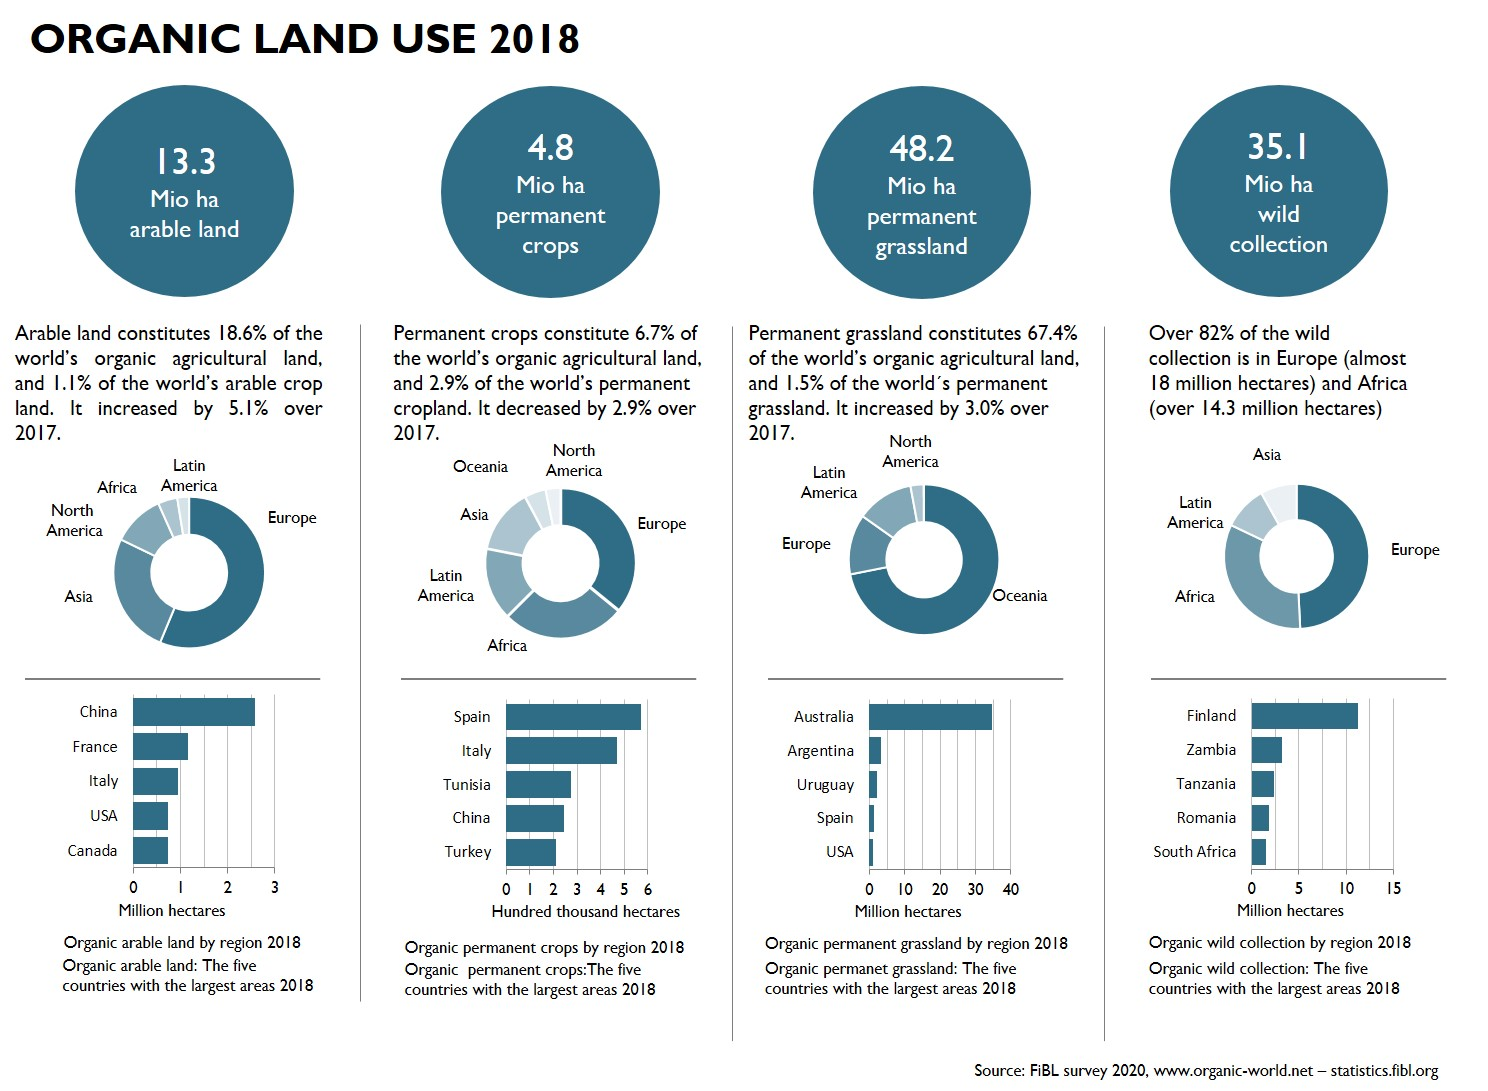 ORGANIC LAND USE 2018
13.3
Mio ha
arable land
4.8
Mio ha
permanent
crops
48.2
Mio ha
permanent
grassland
35.1
Mio ha
wild
collection
Arable land constitutes 18.6% of the
world's organic agricultural land,
and 1.1% of the world's arable crop
land. It increased by 5.1% over
2017.
Permanent crops constitute 6.7% of
the world's organic agricultural land,
and 2.9% of the world's permanent
cropland. It decreased by 2.9% over
2017.
Permanent grassland constitutes 67.4%
of the world's organic agricultural land,
and 1.5% of the world´s permanent
grassland. It increased by 3.0% over
2017.
Over 82% of the wild
collection is in Europe (almost
18 million hectares) and Africa
(over 14.3 million hectares)
Latin
America
Africa
North
America
Europe
Asia
North
America
Oceania
Asia
Europe
Latin
America
Africa
North
America
Latin
America
Europe
Oceania
Asia
Latin
America
Europe
Africa
China
France
Italy
USA
Canada
0 1 2 3
Million hectares
Organic arable land by region 2018
Organic arable land: The five
countries with the largest areas 2018
Spain
Italy
Tunisia
China
Turkey
0 1 2 3 4 5 6
Hundred thousand hectares
Organic permanent crops by region 2018
Organic  permanent crops:The five
countries with the largest areas 2018
Australia
Argentina
Uruguay
Spain
USA
0 10 20 30 40
Million hectares
Organic permanent grassland by region 2018
Organic permanet grassland: The five
countries with the largest areas 2018
Finland
Zambia
Tanzania
Romania
South Africa
0 5 10 15
Million hectares
Organic wild collection by region 2018
Organic wild collection: The five
countries with the largest areas 2018
Source: FiBL survey 2020, www.organic-world.net – statistics.fibl.org